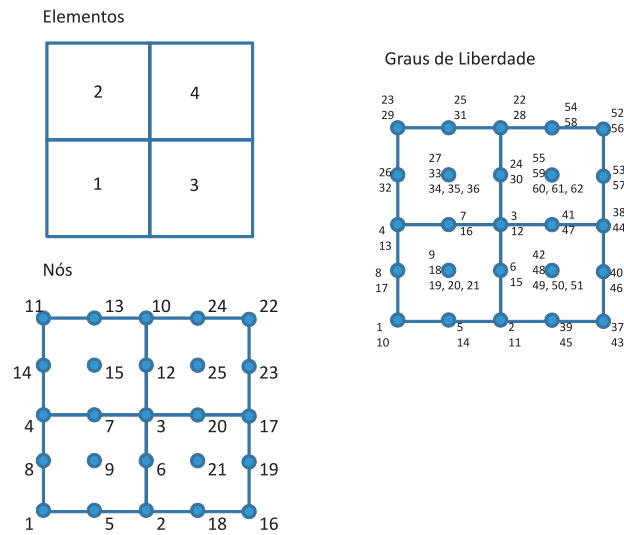 Elementos
2 4
1 3
Nós
11 13 10 24 22
14 15 12 25 23
4 7 3 20 17
8 9 6 21 19
1 5 2 18 16
Graus de Liberdade
23 25 22 54 52
29 31 28 58 56
26 27 24 55 53
32 33 30 59 57
34, 35, 36 60, 61, 62
4 7 3 41 38
13 16 12 47 44
8 9 6 42 40
17 18 15 48 46
19, 20, 21 49, 50, 51
1 5 2 39 37
10 14 11 45 43